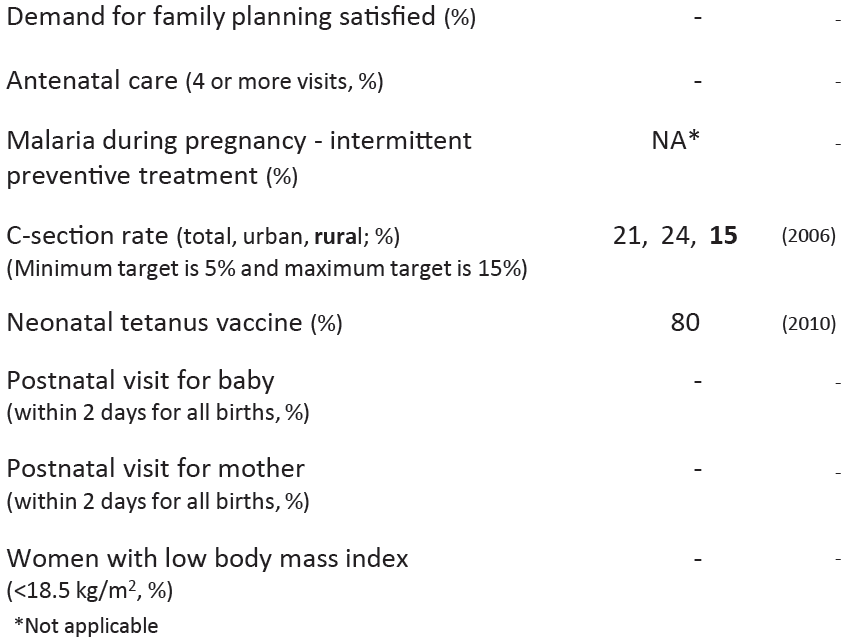 Demand for family planning satisfied (%) - -
Antenatal care (4 or more visits, %) - -
Malaria during pregnancy - intermittent NA* -
preventive treatment (%)
C-section rate (total, urban, rural; %) 21, 24, 15 (2006)
(Minimum target is 5% and maximum target is 15%)
Neonatal tetanus vaccine (%) 80 (2010)
Postnatal visit for baby - -
(within 2 days for all births, %)
Postnatal visit for mother - -
(within 2 days for all births, %)
Women with low body mass index - -
(<18.5 kg/m², %)
*Not applicable